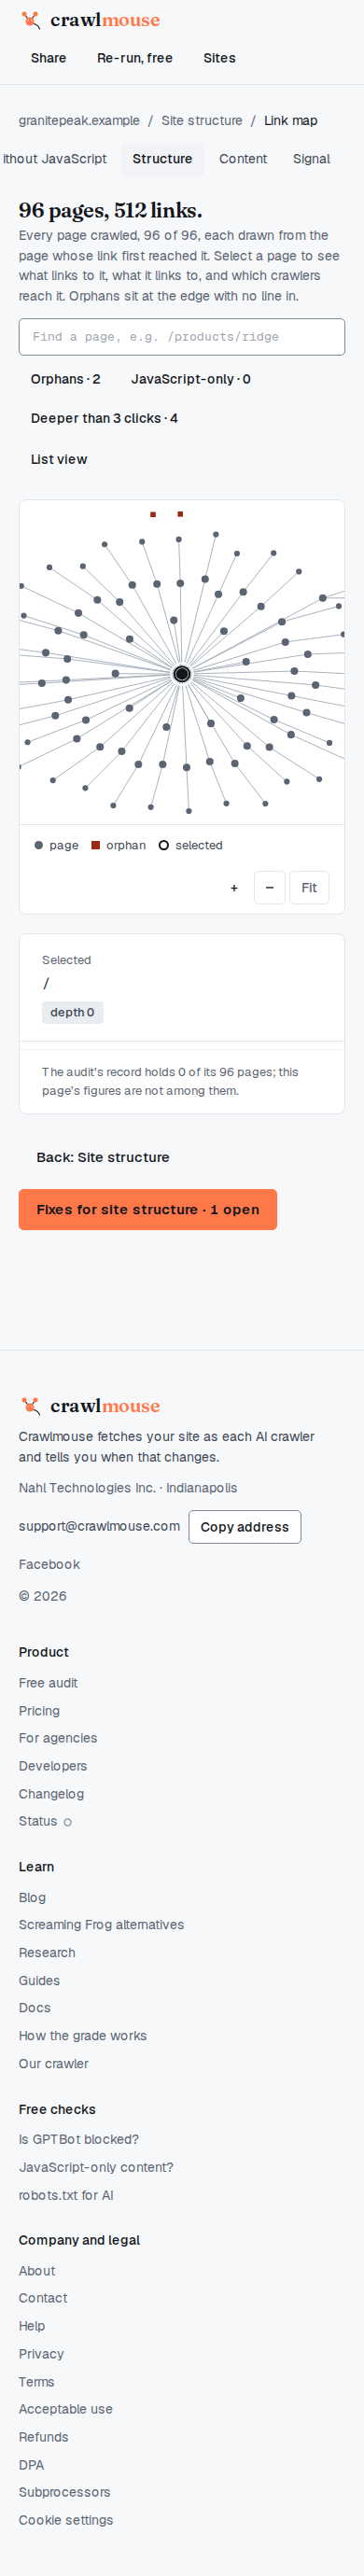 crawlmouse
Share Re-run, free Sites
granitepeak.example / Site structure / Link map
ithout JavaScript Structure Content Signal
96 pages, 512 links.
Every page crawled, 96 of 96, each drawn from the
page whose link first reached it. Select a page to see
what links to it, what it links to, and which crawlers
reach it. Orphans sit at the edge with no line in.
Find a page, e.g. /products/ridge
Orphans · 2 JavaScript-only · 0
Deeper than 3 clicks · 4
List view
page orphan selected
+ − Fit
Selected
/
depth 0
The audit's record holds 0 of its 96 pages; this
page's figures are not among them.
Back: Site structure
Fixes for site structure · 1 open
crawlmouse
Crawlmouse fetches your site as each AI crawler
and tells you when that changes.
Nahl Technologies Inc. · Indianapolis
support@crawlmouse.com Copy address
Facebook
© 2026
Product
Free audit
Pricing
For agencies
Developers
Changelog
Status
Learn
Blog
Screaming Frog alternatives
Research
Guides
Docs
How the grade works
Our crawler
Free checks
Is GPTBot blocked?
JavaScript-only content?
robots.txt for AI
Company and legal
About
Contact
Help
Privacy
Terms
Acceptable use
Refunds
DPA
Subprocessors
Cookie settings